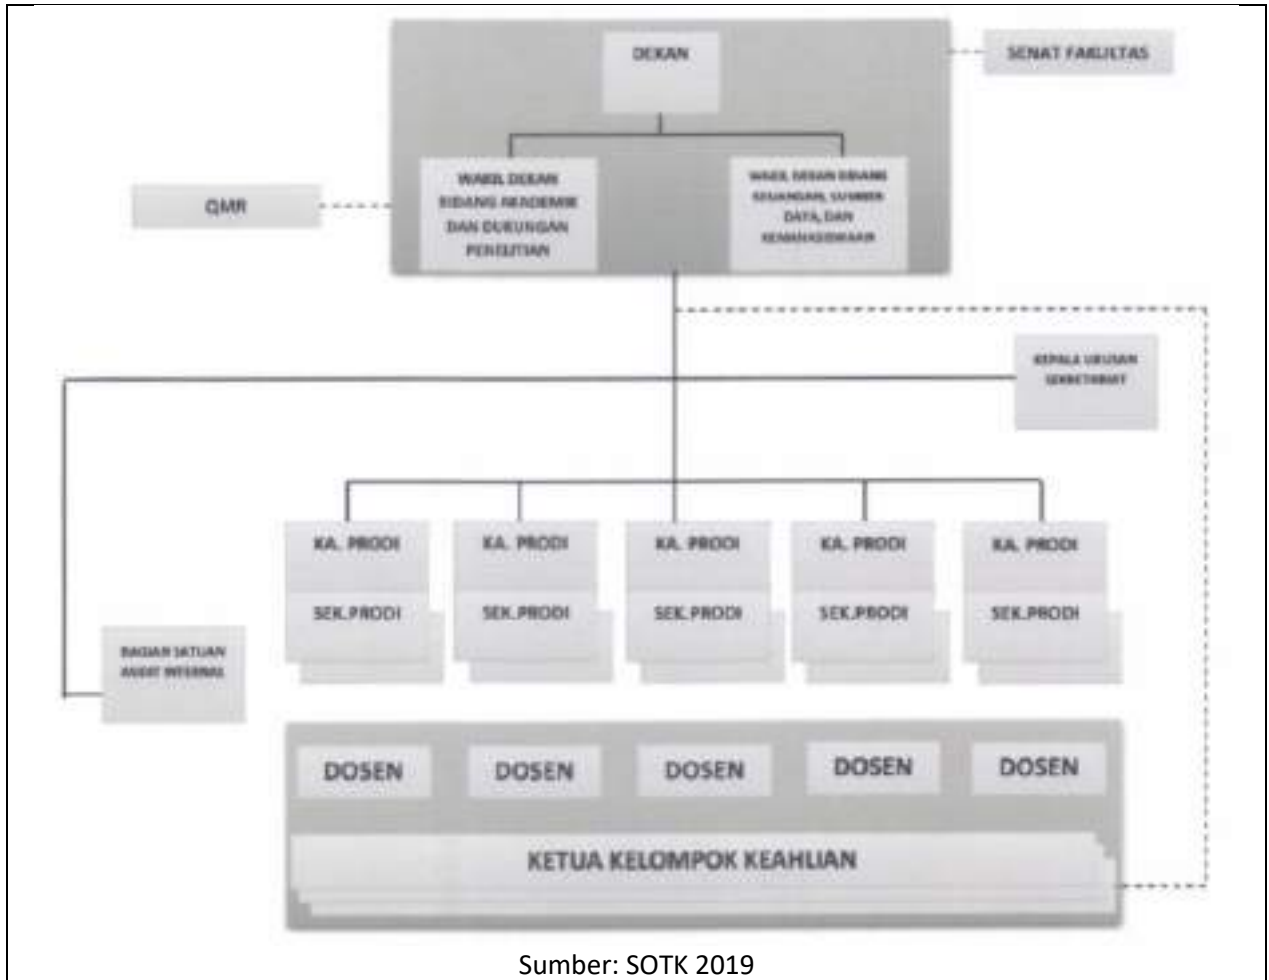 DEKAN
SENAT FAKULTAS
WAKIL DEKAN
BIDANG AKADEMIK
DAN DUKUNGAN
PENELITIAN
WAKIL DEKAN BIDANG
KEUANGAN, SUMBER
DAYA, DAN
KEMAHASISWAAN
QMR
KEPALA URUSAN
SEKRETARIAT
KA. PRODI
KA. PRODI
KA. PRODI
KA. PRODI
KA. PRODI
SEK.PRODI
SEK.PRODI
SEK.PRODI
SEK.PRODI
SEK.PRODI
BAGIAN SATUAN
AUDIT INTERNAL
DOSEN
DOSEN
DOSEN
DOSEN
DOSEN
KETUA KELOMPOK KEAHLIAN
Sumber: SOTK 2019